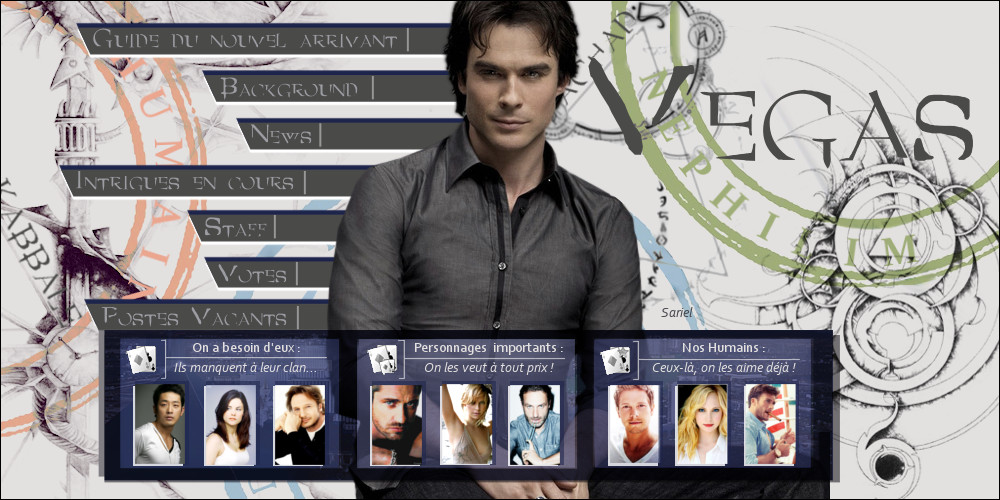 Guide du nouvel arrivant |
Background |
News |
Intrigues en cours |
Staff |
Votes |
Postes Vacants |
Vegas
NEPHILIM
UMAI
KABBAL
Sariel
On a besoin d'eux :
Ils manquent à leur clan...
Personnages importants :
On les veut à tout prix !
Nos Humains :
Ceux-là, on les aime déjà !